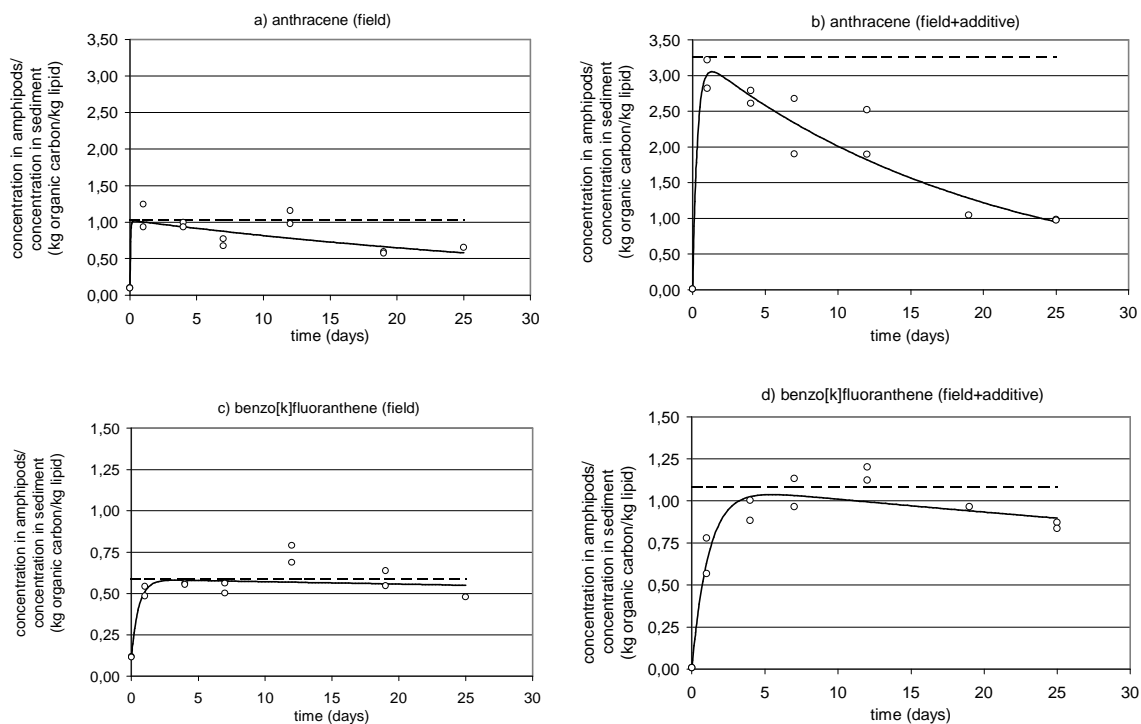 a) anthracene (field)
concentration in amphipods/
concentration in sediment
(kg organic carbon/kg lipid)
3,50
3,00
2,50
2,00
1,50
1,00
0,50
0,00
0 5 10 15 20 25 30
time (days)
b) anthracene (field+additive)
concentration in amphipods/
concentration in sediment
(kg organic carbon/kg lipid)
3,50
3,00
2,50
2,00
1,50
1,00
0,50
0,00
0 5 10 15 20 25 30
time (days)
c) benzo[k]fluoranthene (field)
concentration in amphipods/
concentration in sediment
(kg organic carbon/kg lipid)
1,50
1,25
1,00
0,75
0,50
0,25
0,00
0 5 10 15 20 25 30
time (days)
d) benzo[k]fluoranthene (field+additive)
concentration in amphipods/
concentration in sediment
(kg organic carbon/kg lipid)
1,50
1,25
1,00
0,75
0,50
0,25
0,00
0 5 10 15 20 25 30
time (days)